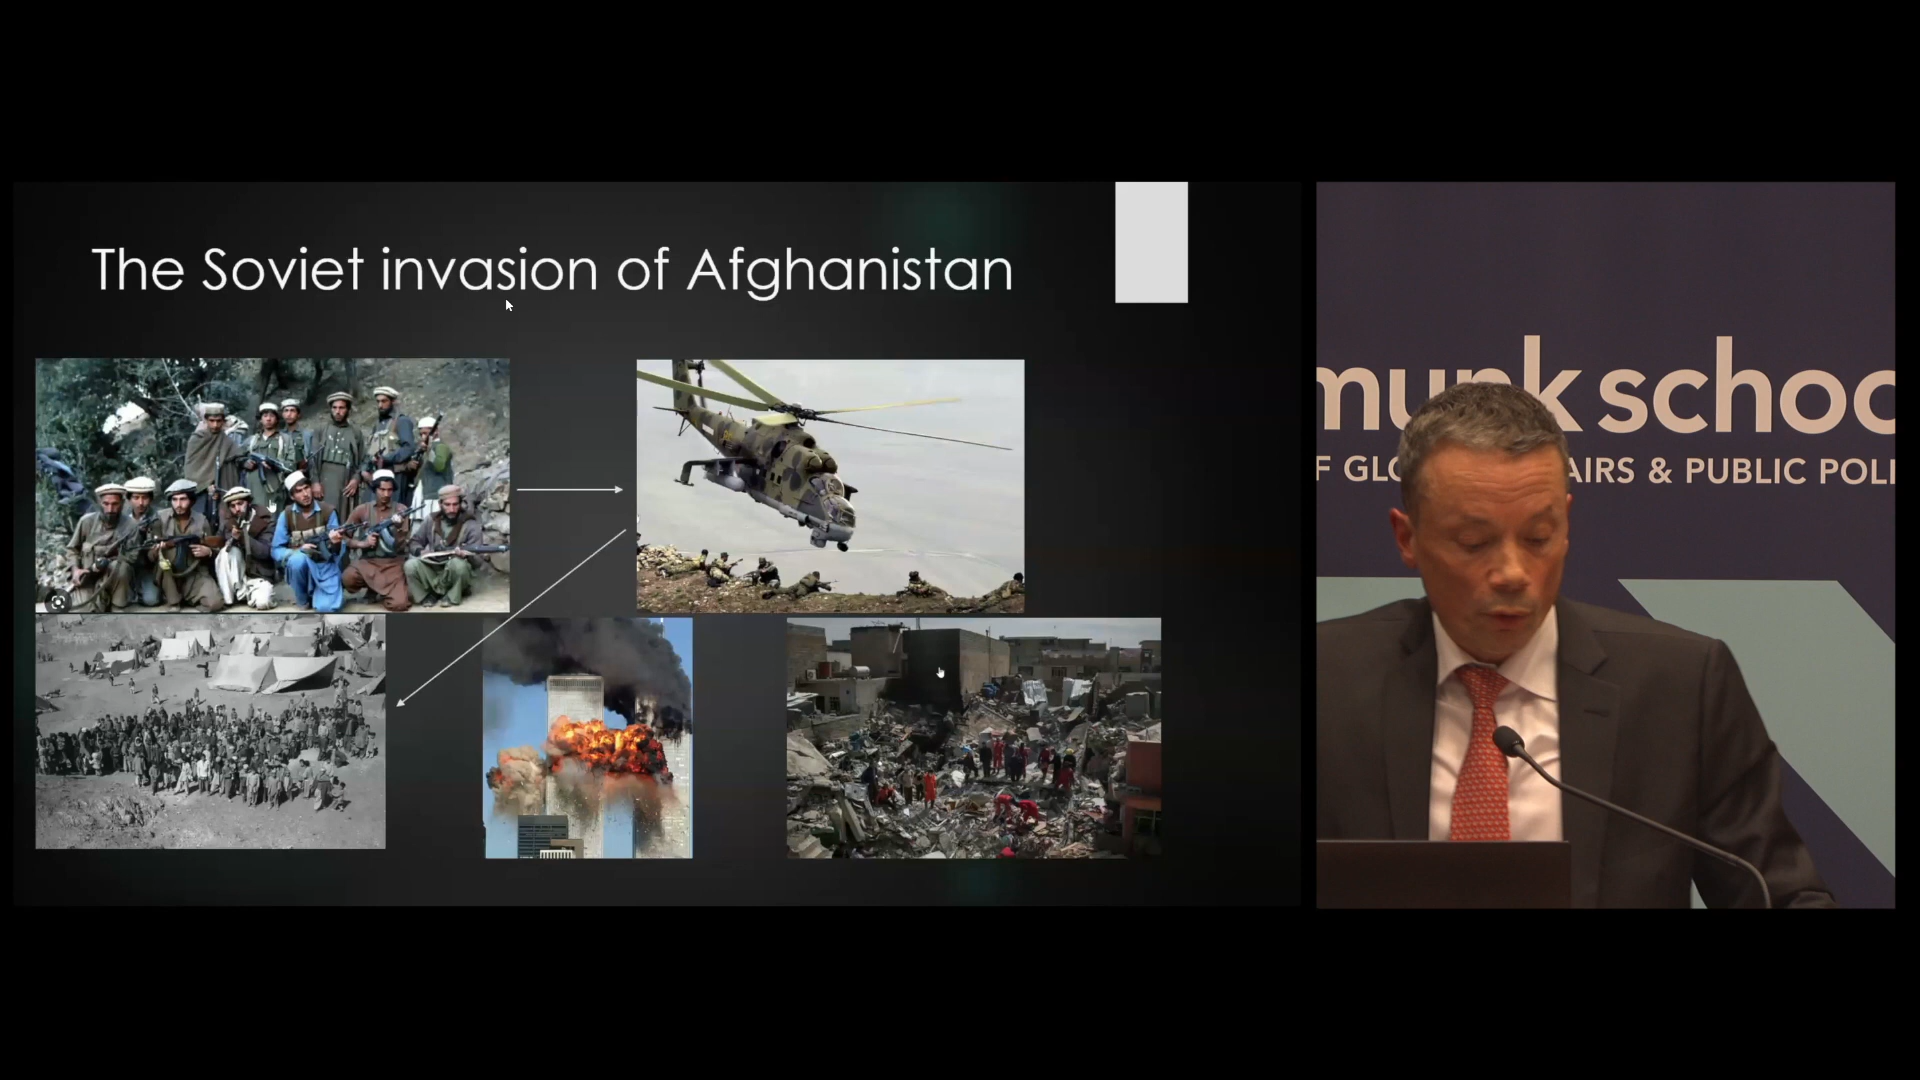 The Soviet invasion of Afghanistan
munk schoo
F GLO AIRS & PUBLIC POLI